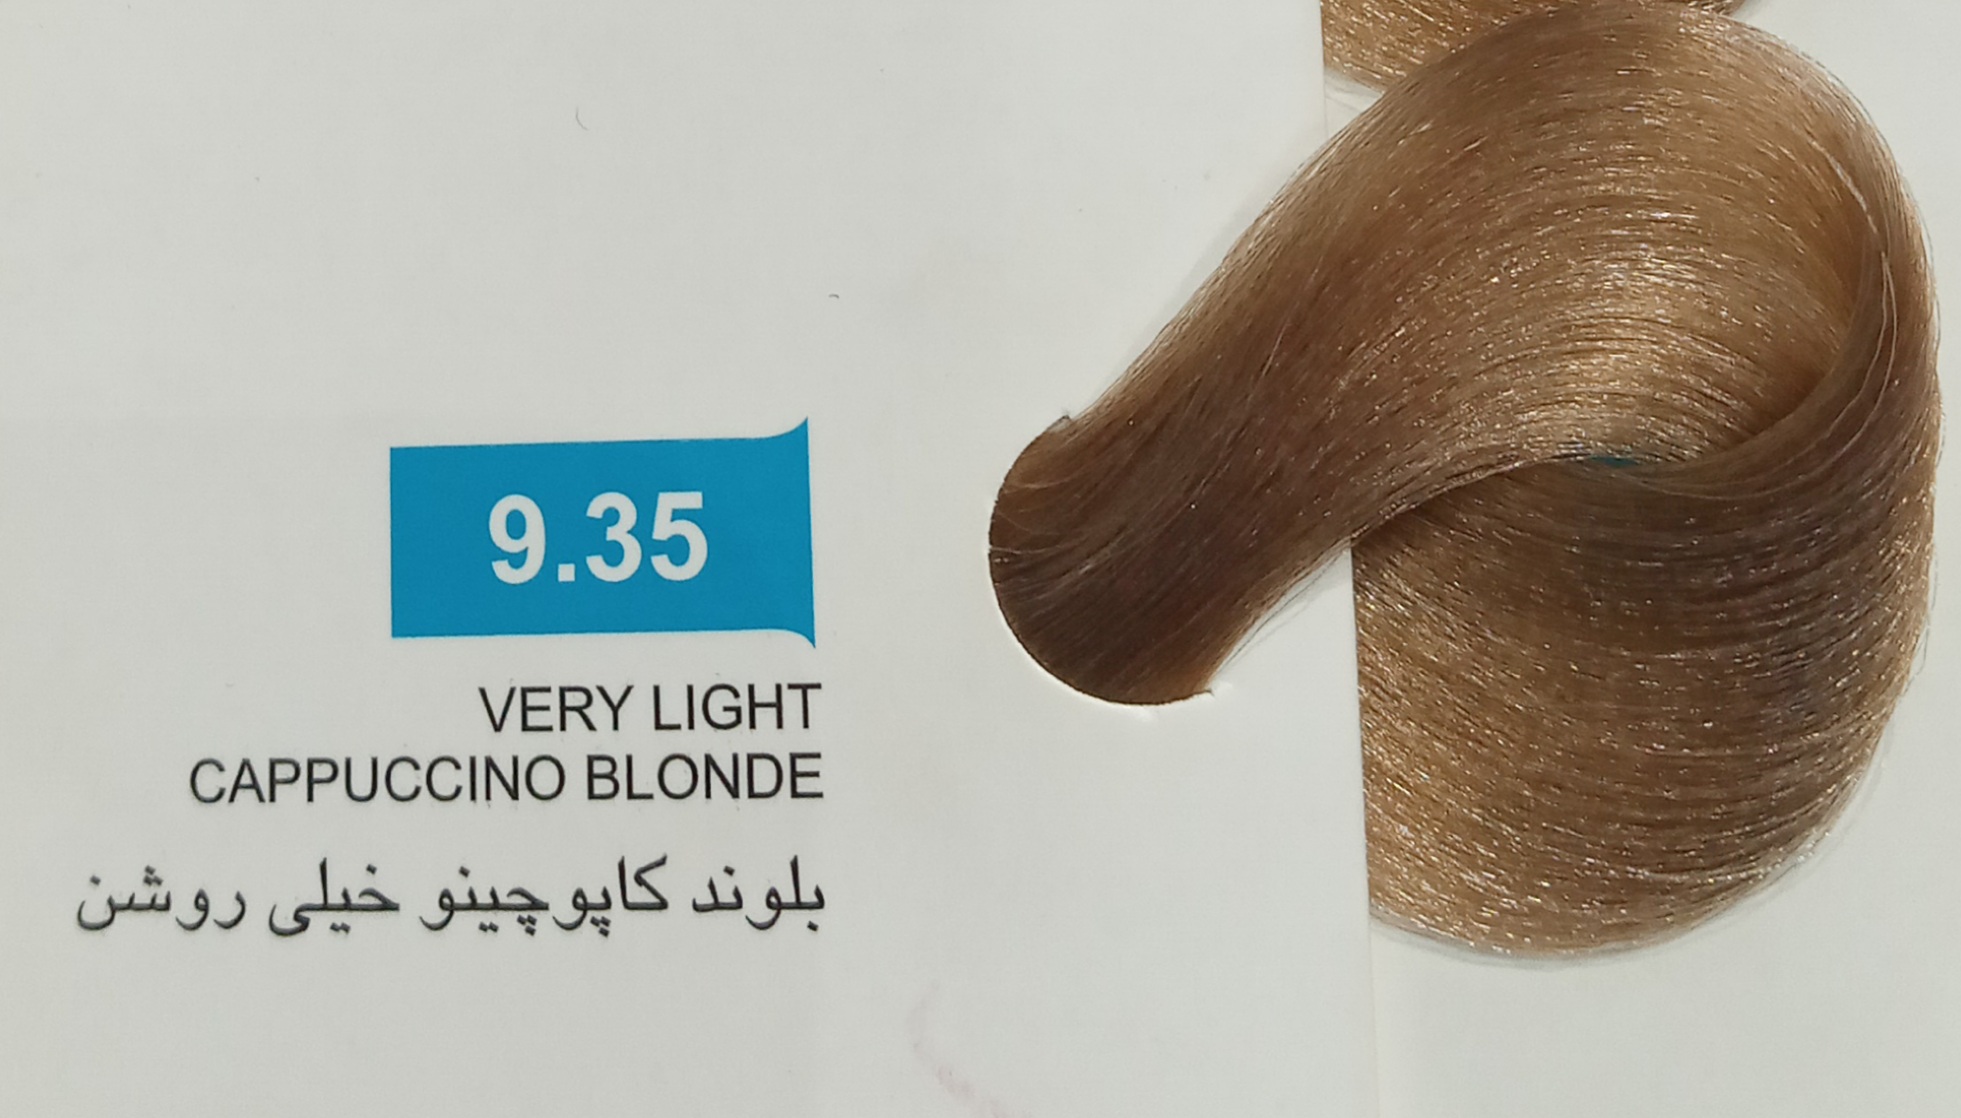 9.35
VERY LIGHT
CAPPUCCINO BLONDE
بلوند کاپوچینو خیلی روشن